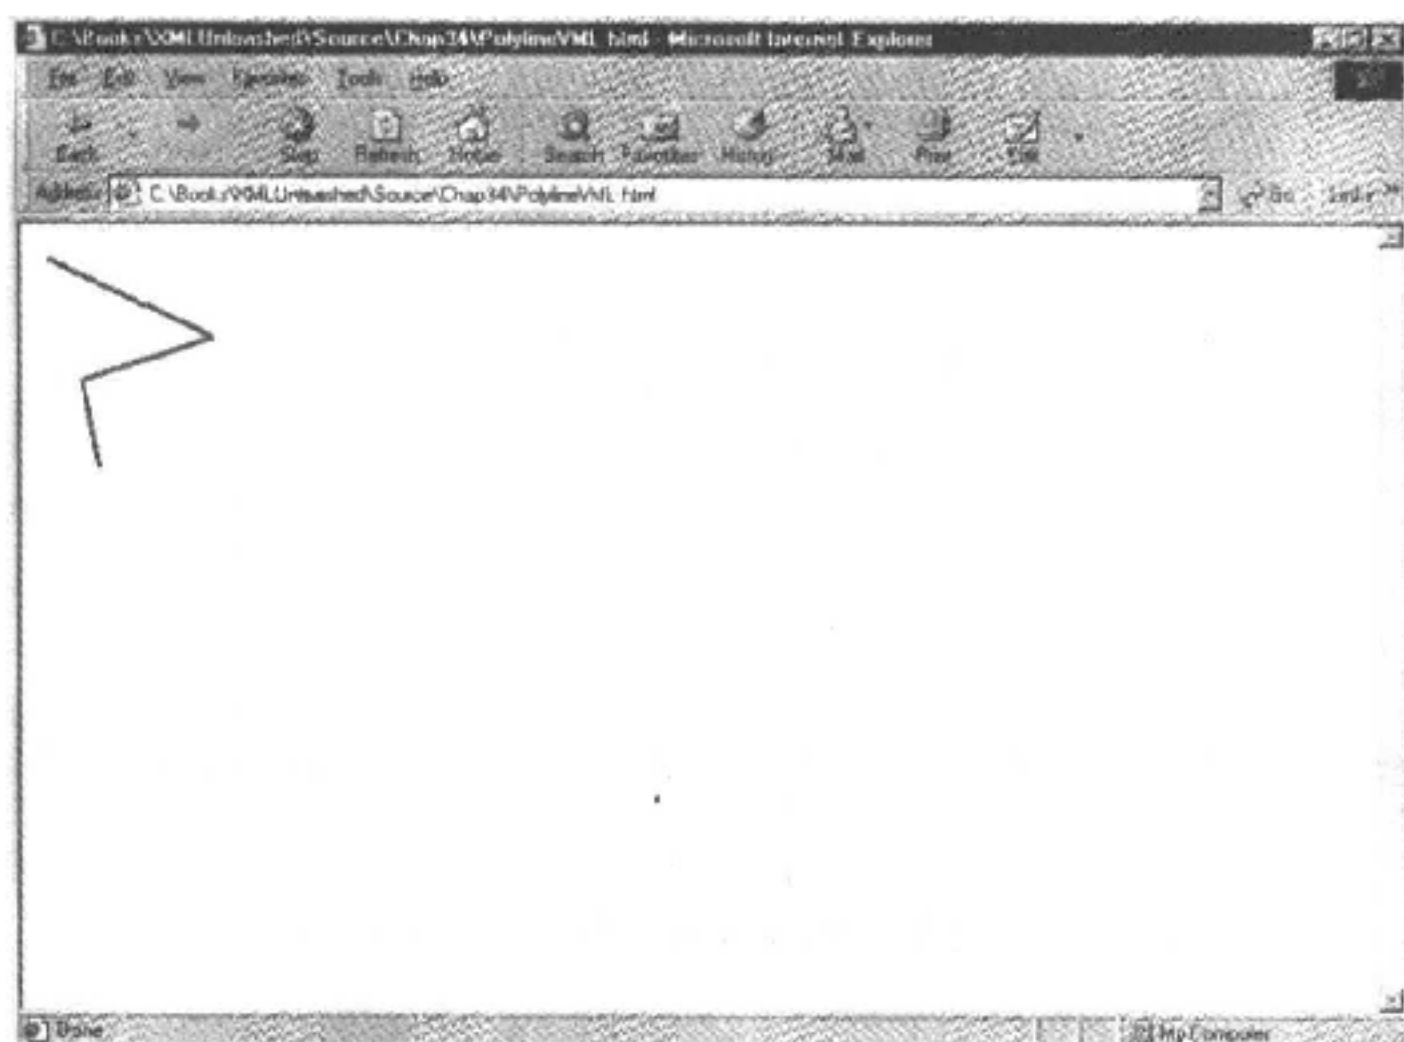 C:\Books\XMLUnleashed\Source\Chap34\PolylineVML.html - Microsoft Internet Explorer
File Edit View Favorites Tools Help
Back Stop Refresh Home Search Favorites History Mail Print Edit
Address C:\Books\XMLUnleashed\Source\Chap34\PolylineVML.html Go Links »
Done My Computer